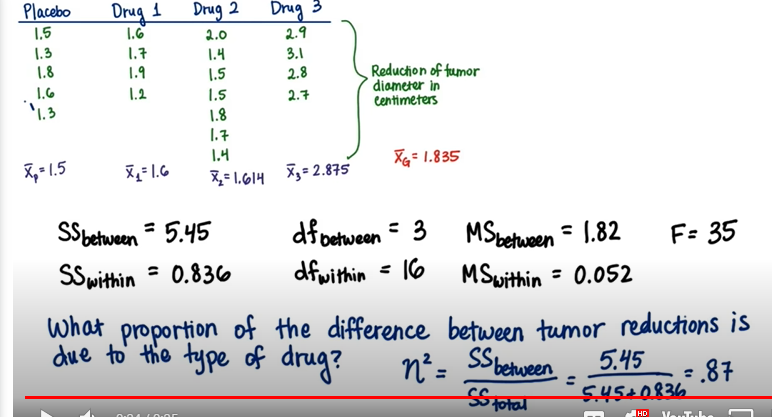 Placebo Drug 1 Drug 2 Drug 3
1.5 1.6 2.0 2.9
1.3 1.7 1.4 3.1
1.8 1.9 1.5 2.8
1.6 1.2 1.5 2.7
1.3 1.8
1.7
1.4
Reduction of tumor
diameter in
centimeters
x̄ₚ = 1.5 x̄₁ = 1.6 x̄₂ = 1.614 x̄₃ = 2.875 x̄G = 1.835
SSbetween = 5.45 dfbetween = 3 MSbetween = 1.82 F = 35
SSwithin = 0.836 dfwithin = 16 MSwithin = 0.052
What proportion of the difference between tumor reductions is
due to the type of drug? η² = SSbetween / SStotal = 5.45 / 5.45+0.836 = .87
HD YouTube